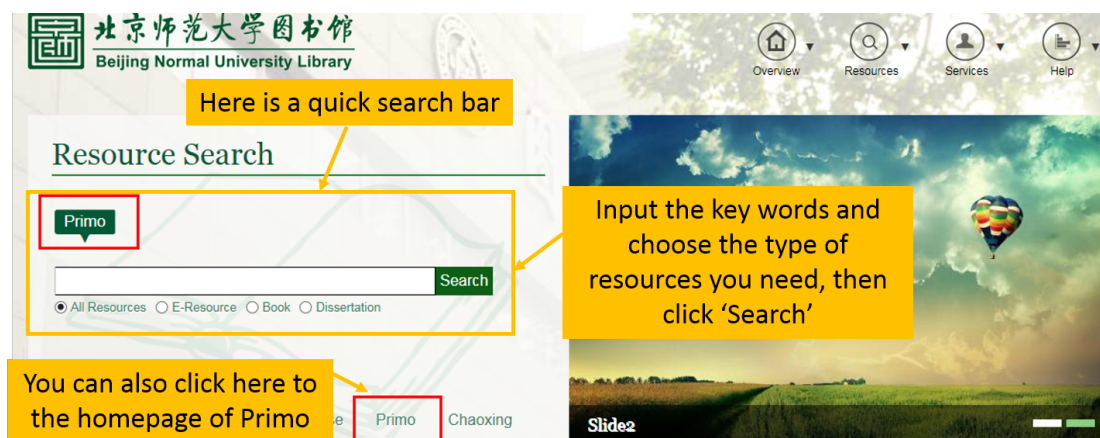 北京师范大学图书馆
Beijing Normal University Library
Overview
Resources
Services
Help
Here is a quick search bar
Resource Search
Primo
Search
All Resources E-Resource Book Dissertation
Input the key words and
choose the type of
resources you need, then
click ‘Search’
You can also click here to
the homepage of Primo
Primo Chaoxing
Slide2